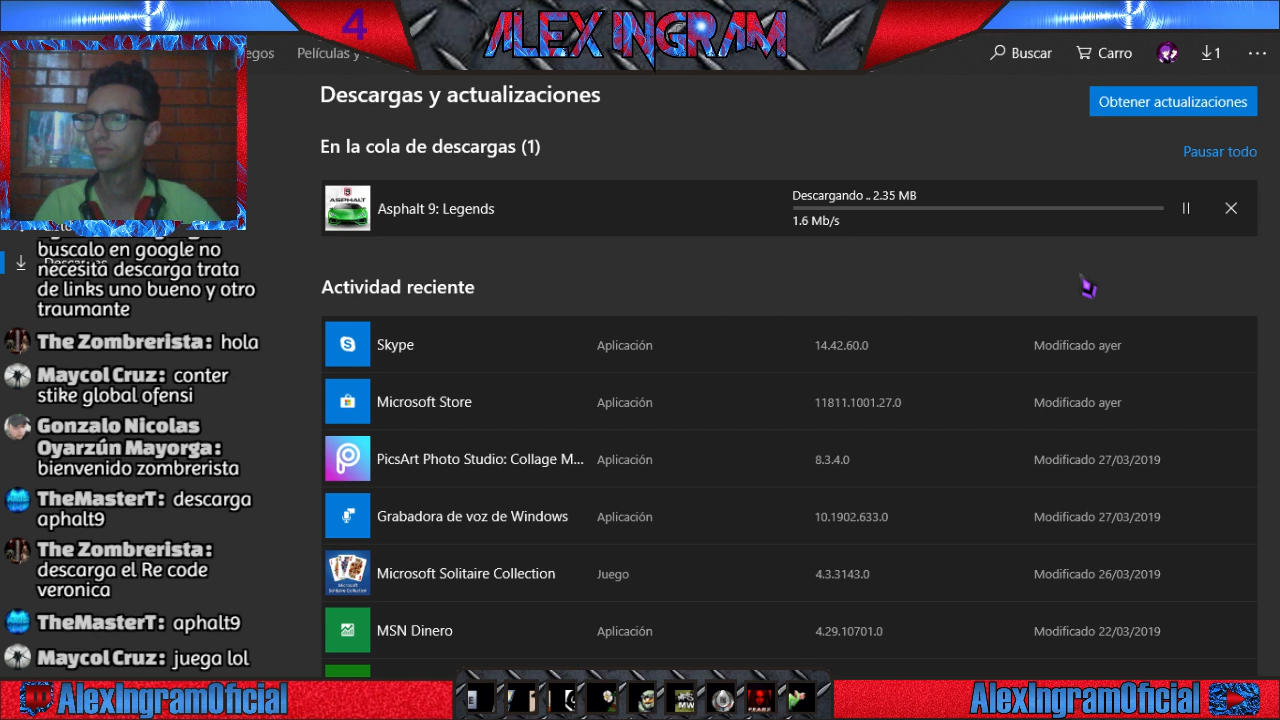 4
ALEX INGRAM
egos
Películas y
Buscar
Carro
1
Descargas y actualizaciones
Obtener actualizaciones
En la cola de descargas (1)
Pausar todo
ASPHALT
Asphalt 9: Legends
Descargando .. 2.35 MB
1.6 Mb/s
Actividad reciente
Skype
Aplicación
14.42.60.0
Modificado ayer
Microsoft Store
Aplicación
11811.1001.27.0
Modificado ayer
PicsArt Photo Studio: Collage M...
Aplicación
8.3.4.0
Modificado 27/03/2019
Grabadora de voz de Windows
Aplicación
10.1902.633.0
Modificado 27/03/2019
Microsoft Solitaire Collection
Juego
4.3.3143.0
Modificado 26/03/2019
MSN Dinero
Aplicación
4.29.10701.0
Modificado 22/03/2019
buscalo en google no
necesita descarga trata
de links uno bueno y otro
traumante
The Zombrerista: hola
Maycol Cruz: conter
stike global ofensi
Gonzalo Nicolas
Oyarzún Mayorga:
bienvenido zombrerista
TheMasterT: descarga
aphalt9
The Zombrerista:
descarga el Re code
veronica
TheMasterT: aphalt9
Maycol Cruz: juega lol
AlexIngramOficial
AlexIngramOficial